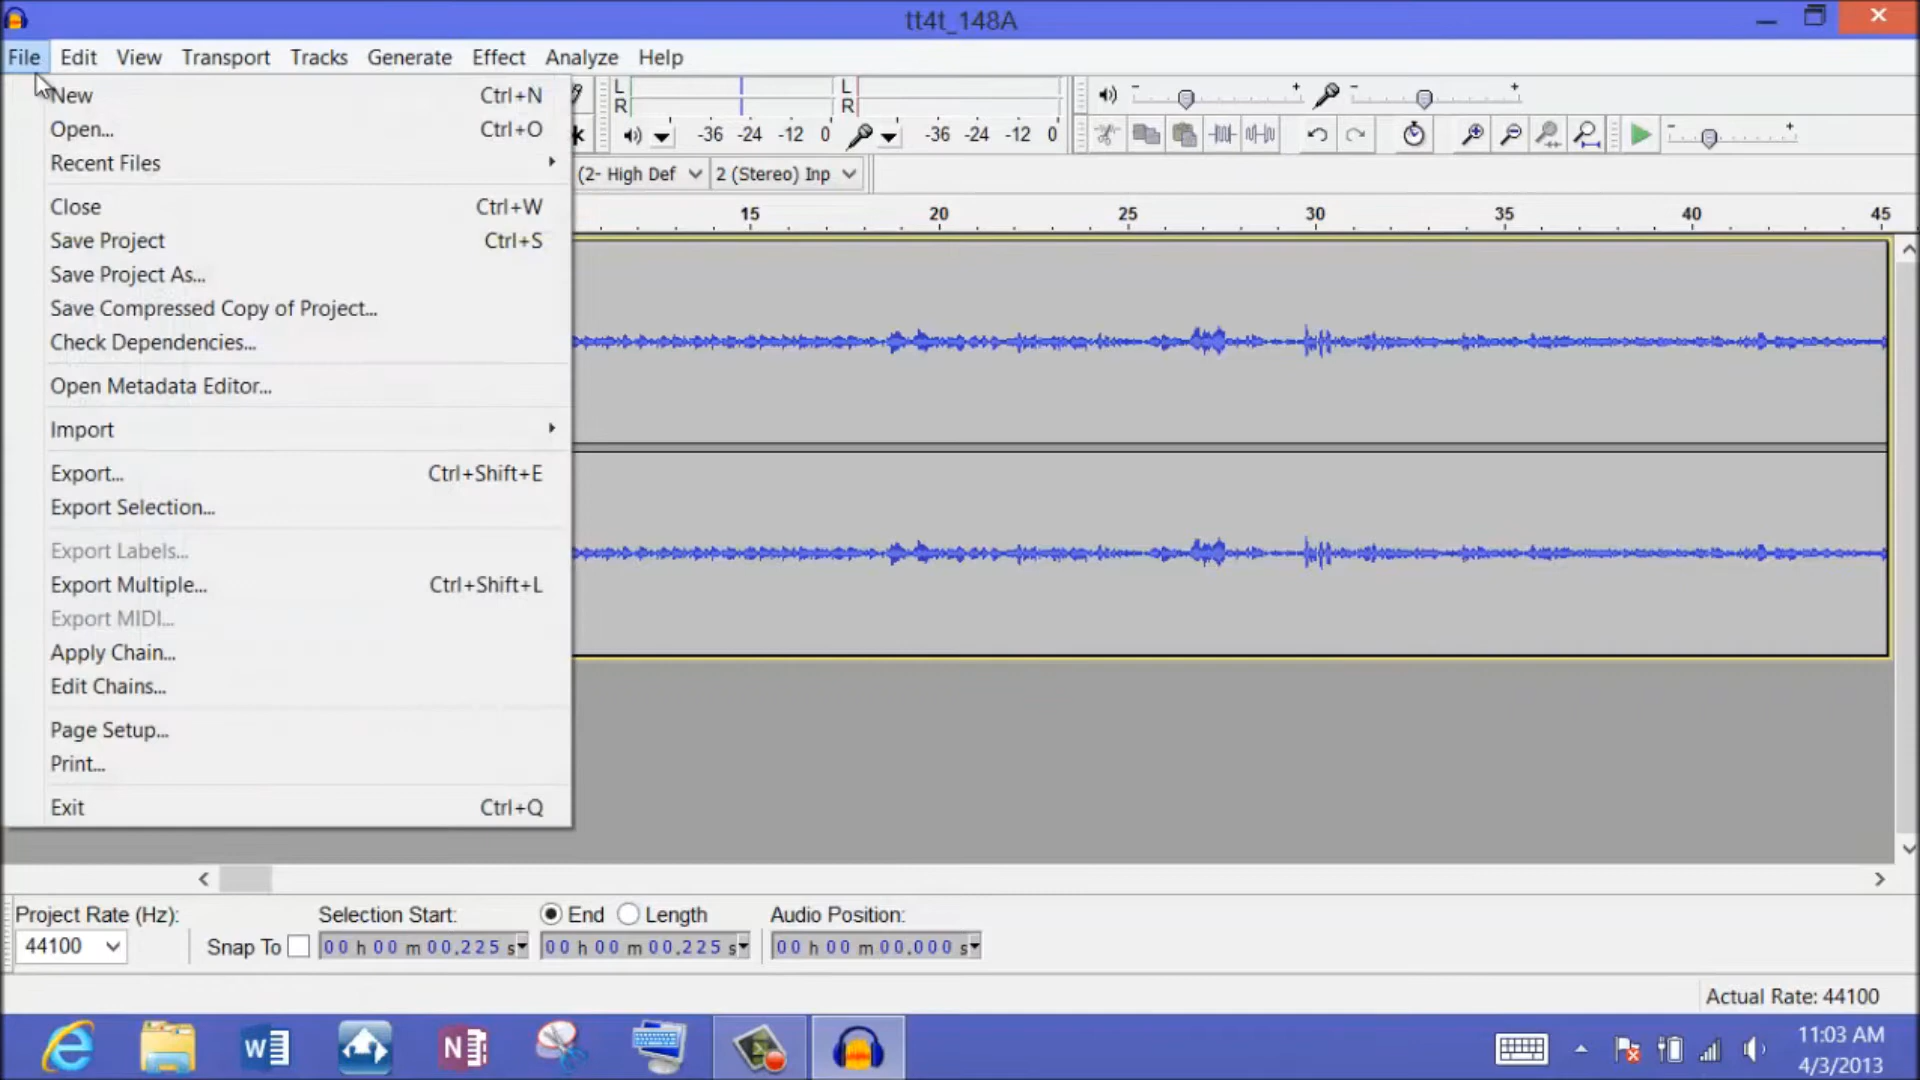 tt4t_148A
File Edit View Transport Tracks Generate Effect Analyze Help
New Ctrl+N
Open... Ctrl+O
Recent Files
Close Ctrl+W
Save Project Ctrl+S
Save Project As...
Save Compressed Copy of Project...
Check Dependencies...
Open Metadata Editor...
Import
Export... Ctrl+Shift+E
Export Selection...
Export Labels...
Export Multiple... Ctrl+Shift+L
Export MIDI...
Apply Chain...
Edit Chains...
Page Setup...
Print...
Exit Ctrl+Q
L L
R R
-36 -24 -12 0 -36 -24 -12 0
(2- High Def 2 (Stereo) Inp
15 20 25 30 35 40 45
Project Rate (Hz): Selection Start: End Length Audio Position:
44100 Snap To 00 h 00 m 00.225 s 00 h 00 m 00.225 s 00 h 00 m 00.000 s
Actual Rate: 44100
11:03 AM
4/3/2013